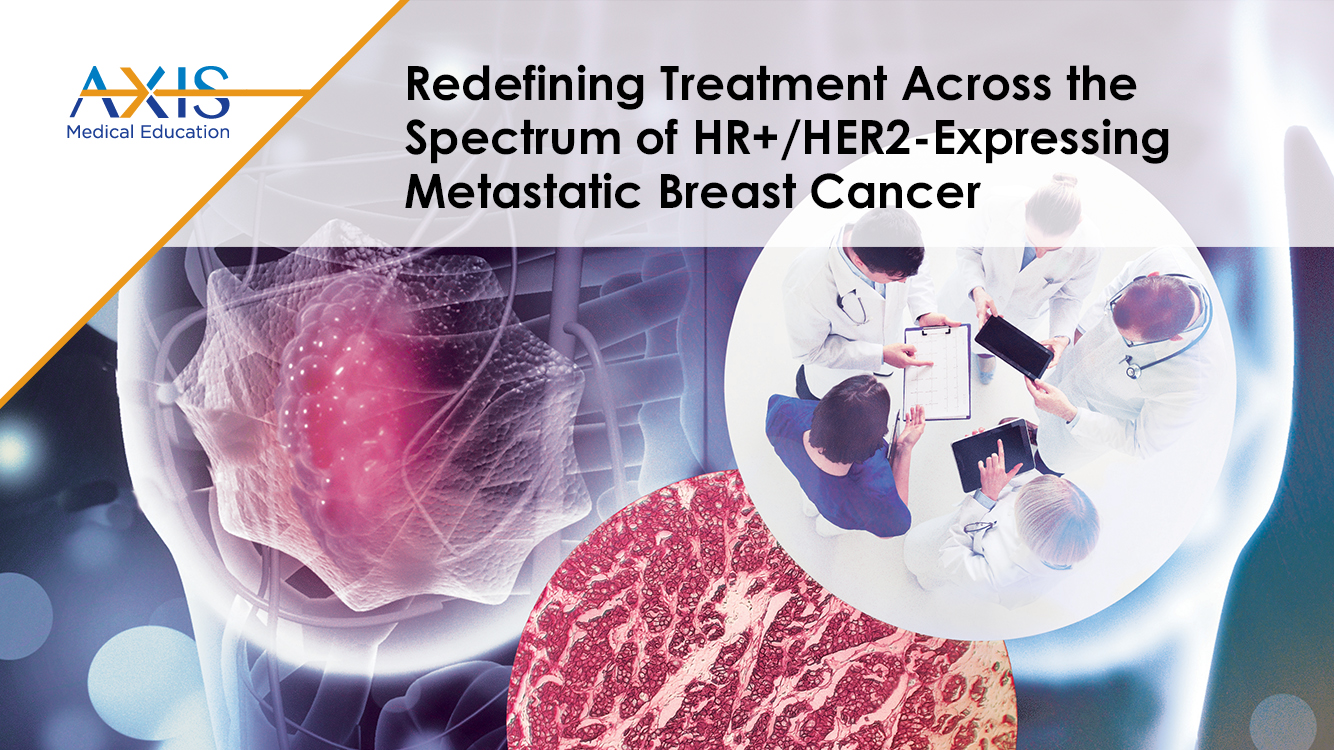 AXIS
Medical Education
Redefining Treatment Across the
Spectrum of HR+/HER2-Expressing
Metastatic Breast Cancer